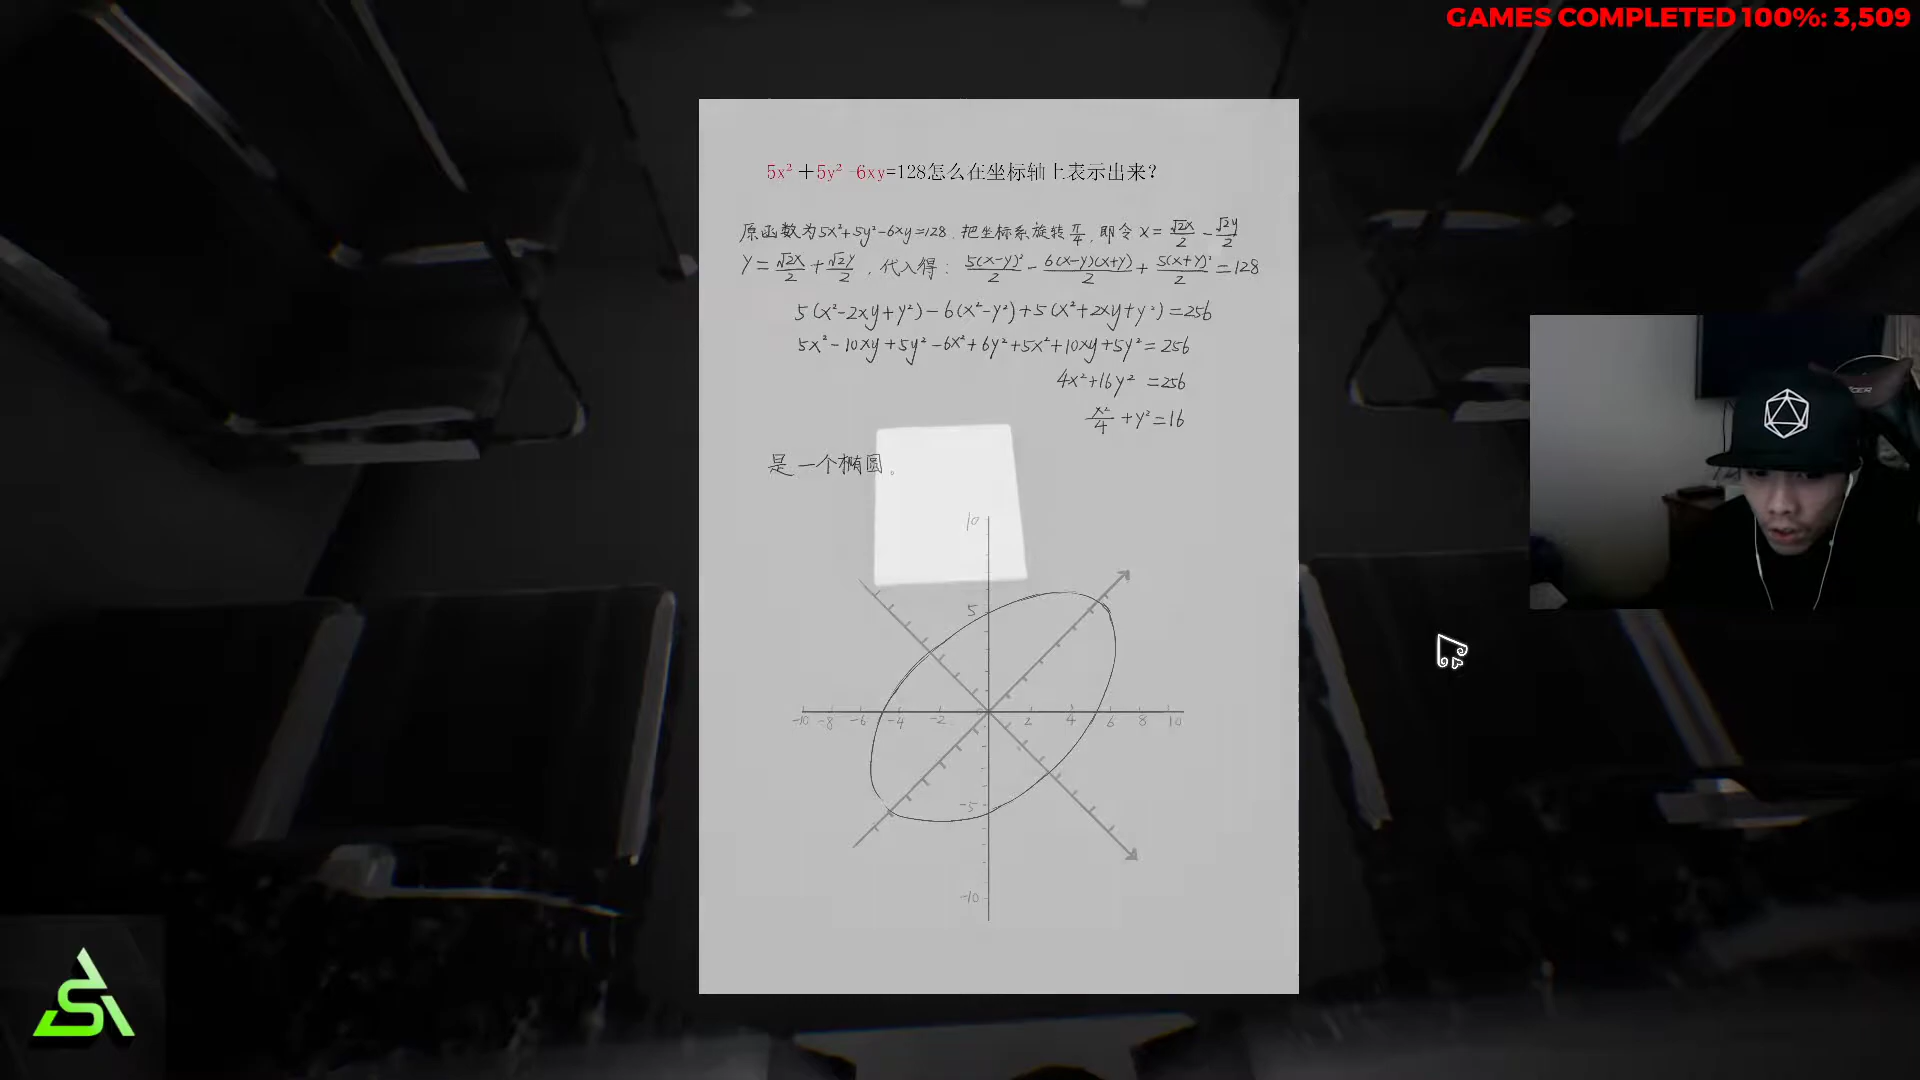 GAMES COMPLETED 100%: 3,509
5x²+5y²-6xy=128怎么在坐标轴上表示出来?
原函数为5x²+5y²-6xy=128.把坐标系旋转π/4,即令x=√2x/2-√2y/2
y=√2x/2+√2y/2,代入得:5(x-y)²/2-6(x-y)(x+y)/2+5(x+y)²/2=128
5(x²-2xy+y²)-6(x²-y²)+5(x²+2xy+y²)=256
5x²-10xy+5y²-6x²+6y²+5x²+10xy+5y²=256
4x²+16y²=256
x²/4+y²=16
是一个椭圆。
10
5
-10 -8 -6 -4 -2 0 2 4 6 8 10
-5
-10